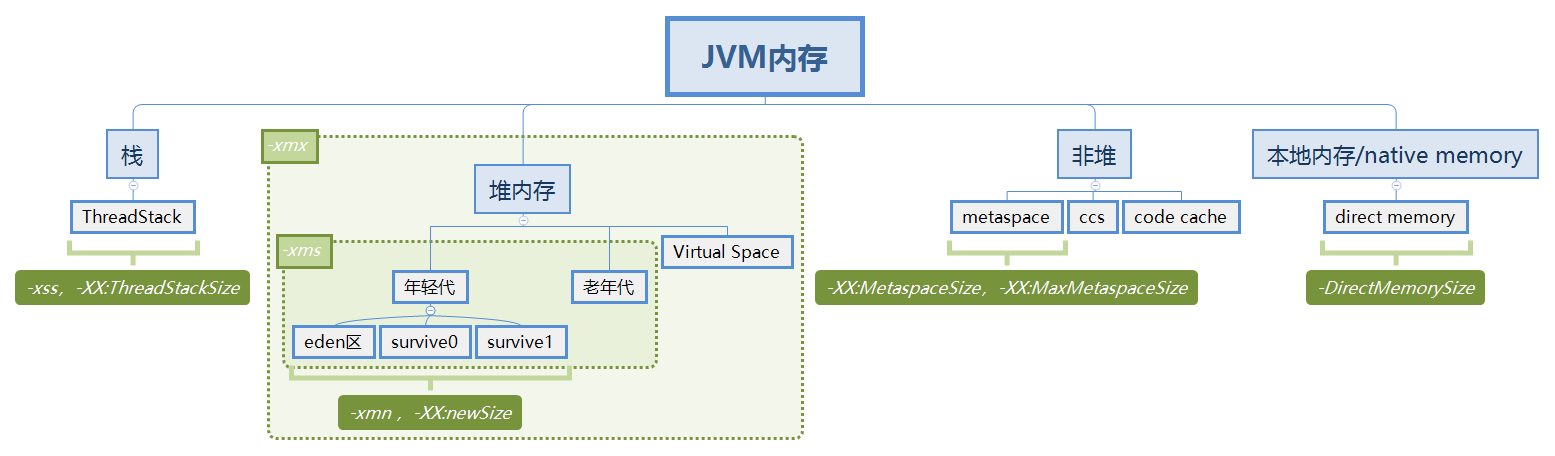 JVM内存
栈
ThreadStack
-xss，-XX:ThreadStackSize
-xmx
堆内存
-xms
Virtual Space
年轻代
老年代
eden区
survive0
survive1
-xmn ，-XX:newSize
非堆
metaspace
ccs
code cache
-XX:MetaspaceSize，-XX:MaxMetaspaceSize
本地内存/native memory
direct memory
-DirectMemorySize